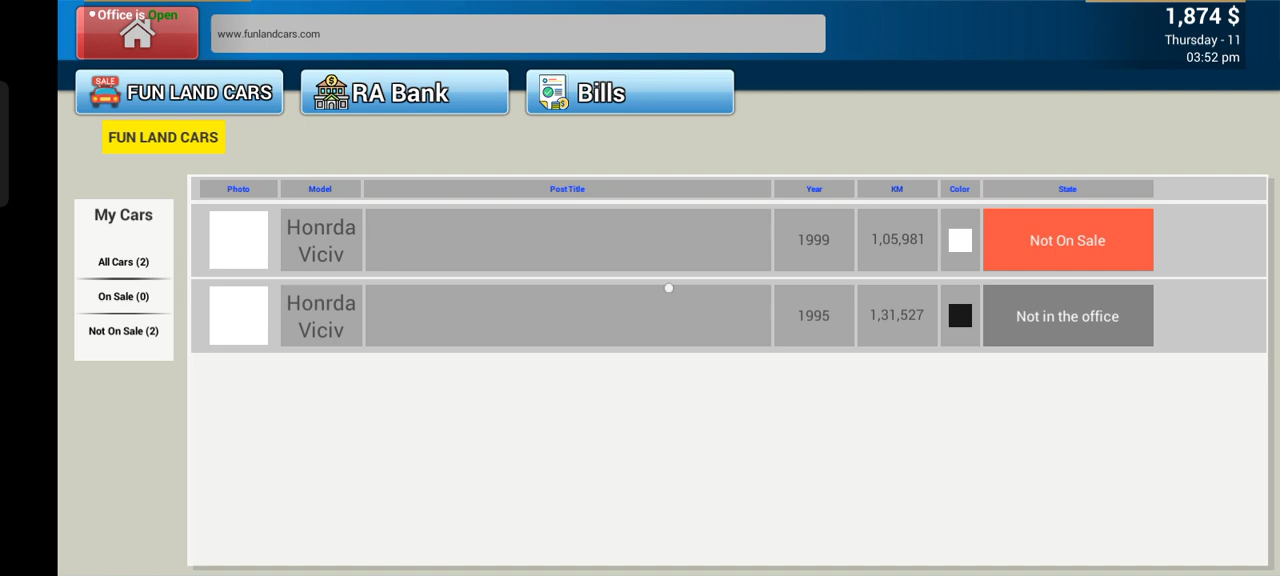 Office is Open
www.funlandcars.com
1,874 $
Thursday - 11
03:52 pm
SALE
FUN LAND CARS
RA Bank
Bills
FUN LAND CARS
My Cars
All Cars (2)
On Sale (0)
Not On Sale (2)
Photo Model Post Title Year KM Color State
Honrda
Viciv
1999 1,05,981 Not On Sale
Honrda
Viciv
1995 1,31,527 Not in the office